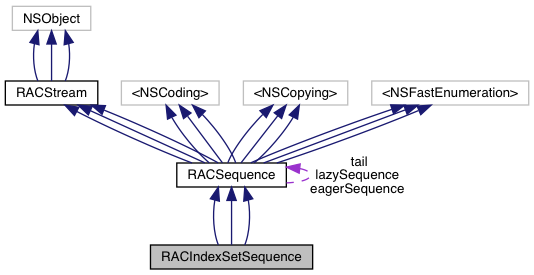 NSObject
RACStream
<NSCoding>
<NSCopying>
<NSFastEnumeration>
RACSequence
tail
lazySequence
eagerSequence
RACIndexSetSequence